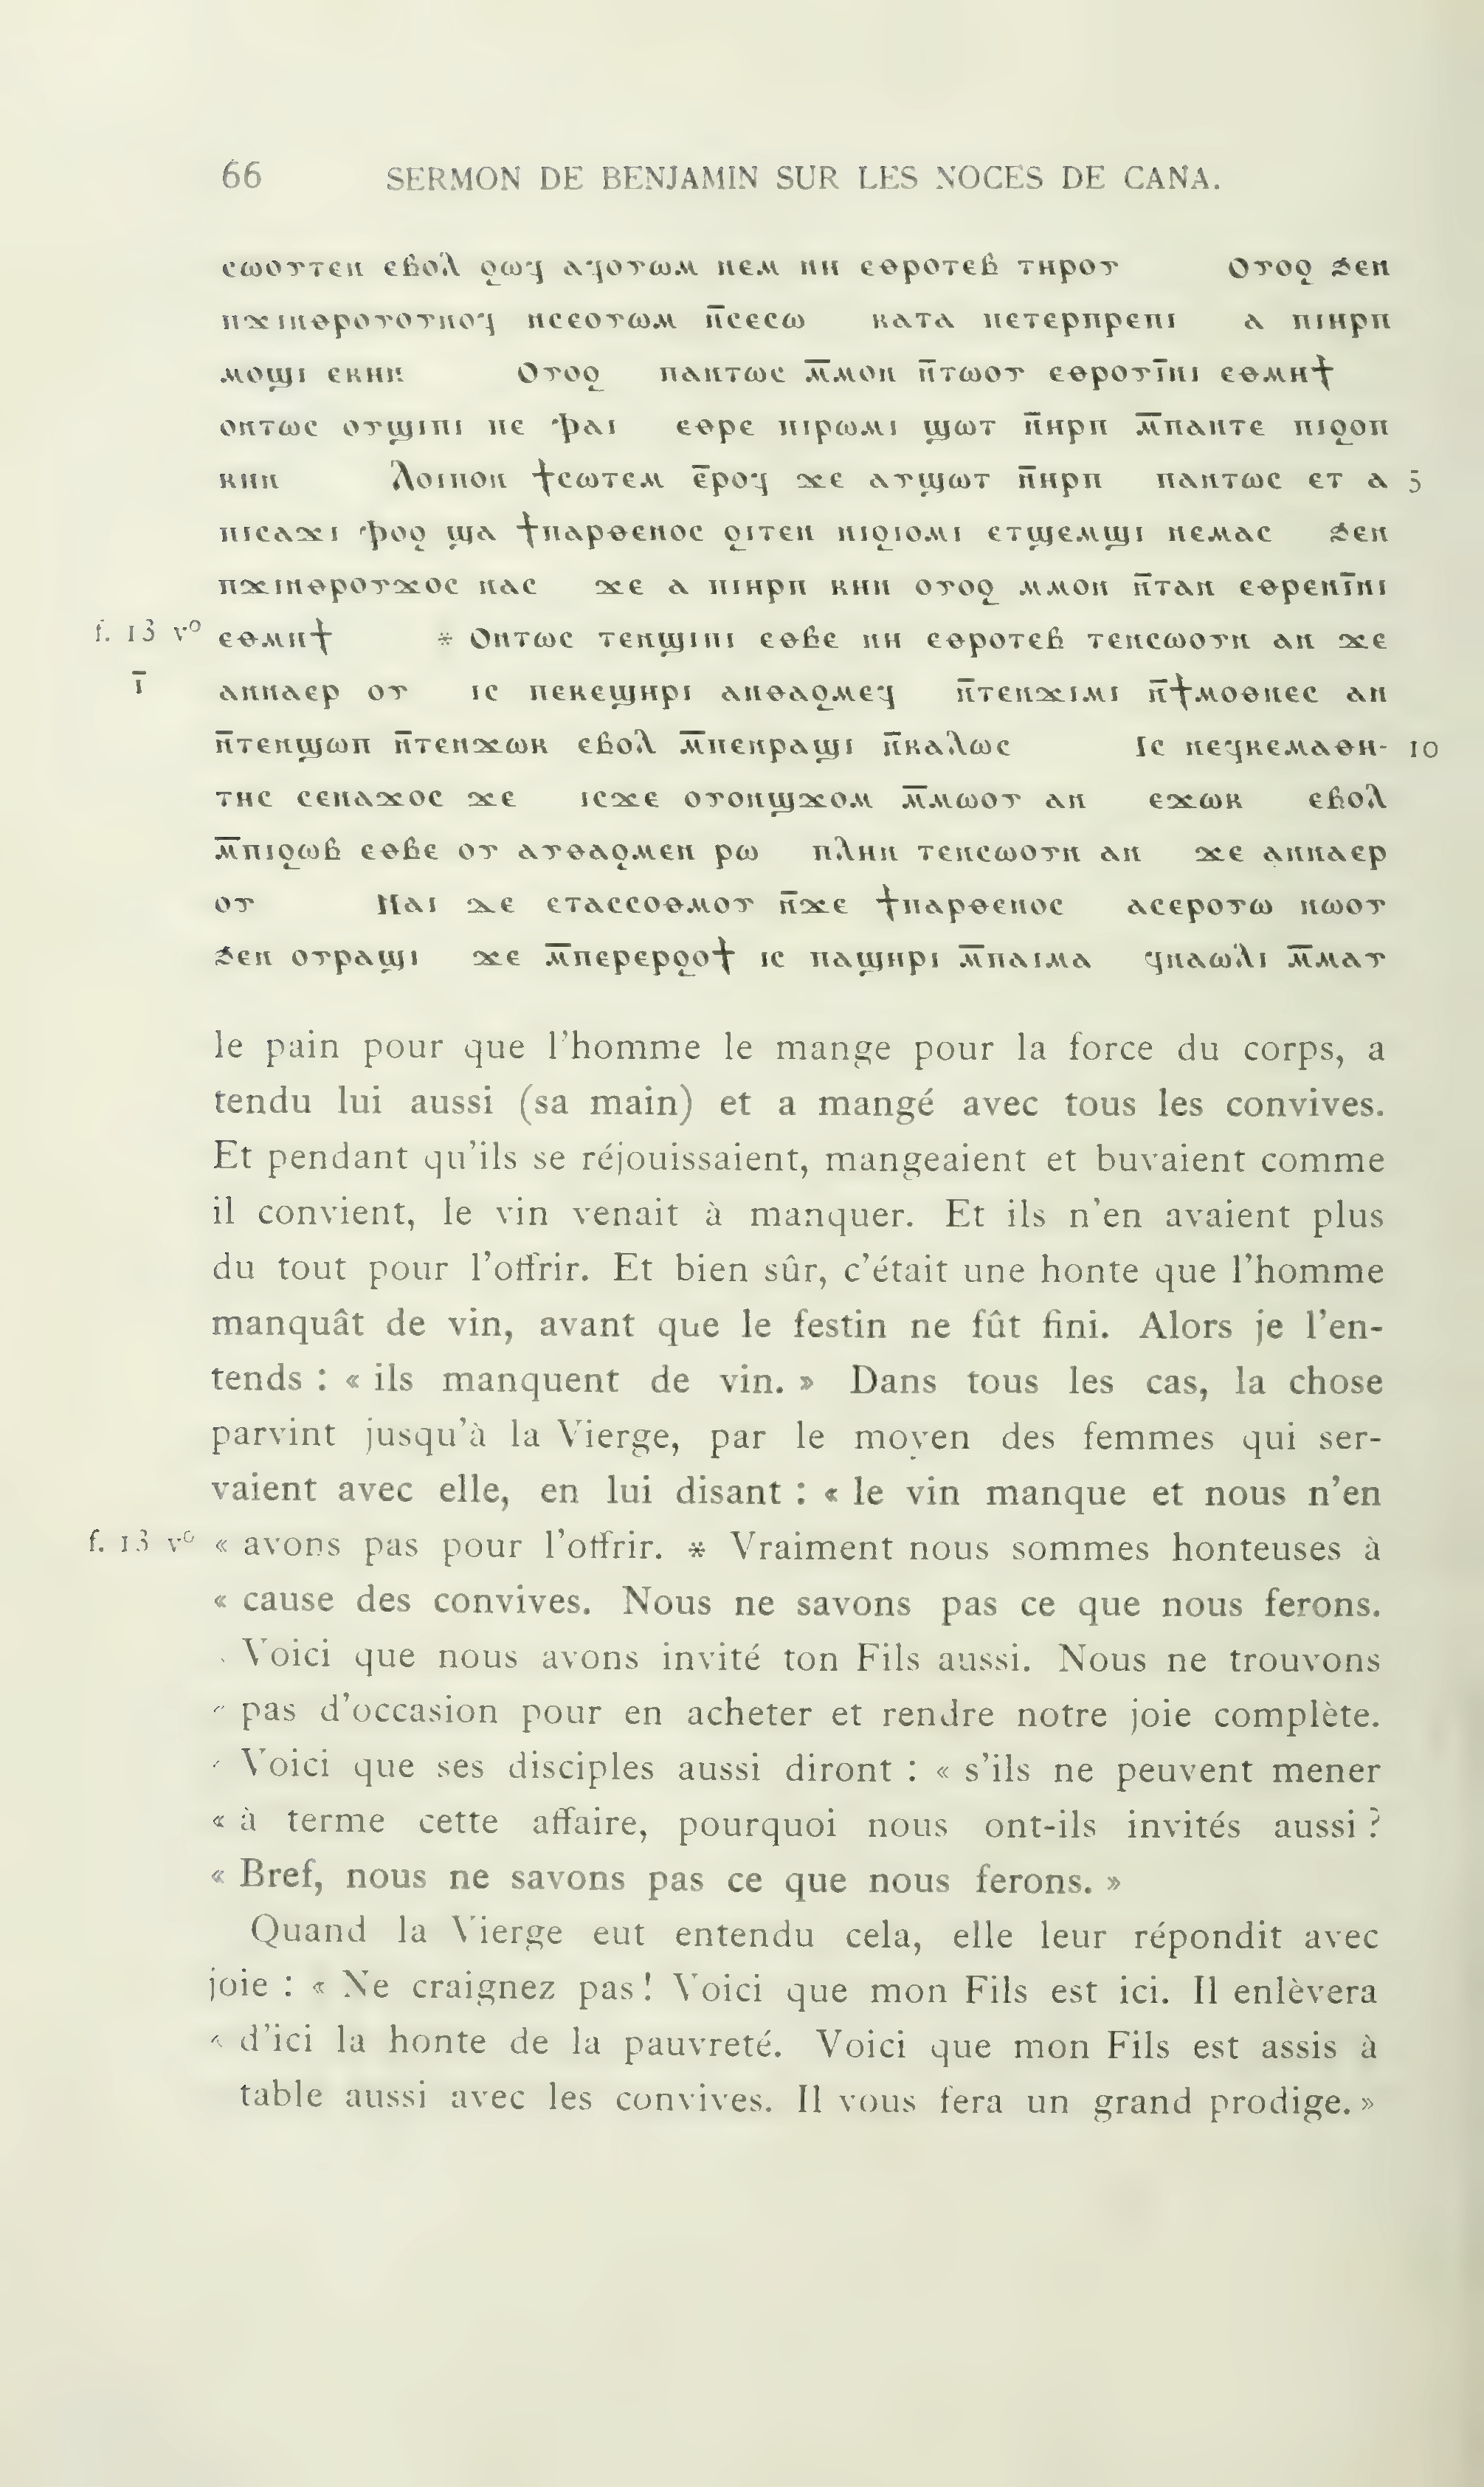 66 SERMON DE BENJAMIN SUR LES NOCES DE CANA.
ⲥⲱⲟⲩⲧⲉⲛ ⲉⲃⲟⲗ ϩⲱϥ ⲁϥⲟⲩⲱⲙ ⲛⲉⲙ ⲛⲏ ⲉⲑⲣⲟⲧⲉⲃ ⲧⲏⲣⲟⲩ Ⲟⲩⲟϩ ϧⲉⲛ
ⲡϫⲓⲛⲑⲣⲟⲩⲟⲩⲛⲟϥ ⲛⲥⲉⲟⲩⲱⲙ ⲛ̅ⲥⲉⲥⲱ ⲕⲁⲧⲁ ⲡⲉⲧⲉⲣⲡⲣⲉⲡⲓ ⲁ ⲡⲓⲏⲣⲡ
ⲙⲟϣⲓ ⲉⲕⲏⲛ Ⲟⲩⲟϩ ⲡⲁⲛⲧⲱⲥ ⲙ̅ⲙⲟⲛ ⲛ̅ⲧⲱⲟⲩ ⲉⲑⲣⲟⲩⲓ̅ⲛⲓ ⲉⲑⲙⲏϯ
ⲟⲛⲧⲱⲥ ⲟⲩϣⲓⲡⲓ ⲡⲉ ⲫⲁⲓ ⲉⲑⲣⲉ ⲡⲓⲣⲱⲙⲓ ϣⲱⲧ ⲛ̅ⲏⲣⲡ ⲙ̅ⲡⲁⲛⲧⲉ ⲡⲓϩⲟⲡ
ⲕⲏⲛ Ⲗⲟⲓⲡⲟⲛ ϯⲥⲱⲧⲉⲙ ⲉ̅ⲣⲟϥ ϫⲉ ⲁⲩϣⲱⲧ ⲛ̅ⲏⲣⲡ ⲡⲁⲛⲧⲱⲥ ⲉⲧ ⲁ 5
ⲡⲓⲥⲁϫⲓ ⲫⲟϩ ϣⲁ ϯⲡⲁⲣⲑⲉⲛⲟⲥ ϩⲓⲧⲉⲛ ⲛⲓϩⲓⲟⲙⲓ ⲉⲧϣⲉⲙϣⲓ ⲛⲉⲙⲁⲥ ϧⲉⲛ
ⲡϫⲓⲛⲑⲣⲟⲩϫⲟⲥ ⲛⲁⲥ ϫⲉ ⲁ ⲡⲓⲏⲣⲡ ⲕⲏⲛ ⲟⲩⲟϩ ⲙⲙⲟⲛ ⲛ̅ⲧⲁⲛ ⲉⲑⲣⲉⲛⲓ̅ⲛⲓ
f. 13 vº ⲉⲑⲙⲏϯ * Ⲟⲛⲧⲱⲥ ⲧⲉⲛϣⲓⲡⲓ ⲉⲑⲃⲉ ⲛⲏ ⲉⲑⲣⲟⲧⲉⲃ ⲧⲉⲛⲥⲱⲟⲩⲛ ⲁⲛ ϫⲉ
ⲓ̅ ⲁⲛⲛⲁⲉⲣ ⲟⲩ ⲓⲥ ⲡⲉⲕⲉϣⲏⲣⲓ ⲁⲛⲑⲁϩⲙⲉϥ ⲛ̅ⲧⲉⲛϫⲓⲙⲓ ⲛ̅ϯⲙⲟⲑⲛⲉⲥ ⲁⲛ
ⲛ̅ⲧⲉⲛϣⲱⲡ ⲛ̅ⲧⲉⲛϫⲱⲕ ⲉⲃⲟⲗ ⲙ̅ⲡⲉⲛⲣⲁϣⲓ ⲛ̅ⲕⲁⲗⲱⲥ Ⲓⲥ ⲡⲉϥⲕⲉⲙⲁⲑⲏ- 10
ⲧⲏⲥ ⲥⲉⲛⲁϫⲟⲥ ϫⲉ ⲓⲥϫⲉ ⲟⲩⲟⲛϣϫⲟⲙ ⲙ̅ⲙⲱⲟⲩ ⲁⲛ ⲉϫⲱⲕ ⲉⲃⲟⲗ
ⲙ̅ⲡⲓϩⲱⲃ ⲉⲑⲃⲉ ⲟⲩ ⲁⲩⲑⲁϩⲙⲉⲛ ⲣⲱ ⲡⲗⲏⲛ ⲧⲉⲛⲥⲱⲟⲩⲛ ⲁⲛ ϫⲉ ⲁⲛⲛⲁⲉⲣ
ⲟⲩ Ⲛⲁⲓ ⲇⲉ ⲉⲧⲁⲥⲥⲟⲑⲙⲟⲩ ⲛ̅ϫⲉ ϯⲡⲁⲣⲑⲉⲛⲟⲥ ⲁⲥⲉⲣⲟⲩⲱ ⲛⲱⲟⲩ
ϧⲉⲛ ⲟⲩⲣⲁϣⲓ ϫⲉ ⲙ̅ⲡⲉⲣⲉⲣϩⲟϯ ⲓⲥ ⲡⲁϣⲏⲣⲓ ⲙ̅ⲡⲁⲓⲙⲁ ϥⲛⲁⲱⲗⲓ ⲙ̅ⲙⲁⲩ
le pain pour que l'homme le mange pour la force du corps, a
tendu lui aussi (sa main) et a mangé avec tous les convives.
Et pendant qu'ils se réjouissaient, mangeaient et buvaient comme
il convient, le vin venait à manquer. Et ils n'en avaient plus
du tout pour l'offrir. Et bien sûr, c'était une honte que l'homme
manquât de vin, avant que le festin ne fût fini. Alors je l'en-
tends : « ils manquent de vin. » Dans tous les cas, la chose
parvint jusqu'à la Vierge, par le moyen des femmes qui ser-
vaient avec elle, en lui disant : « le vin manque et nous n'en
f. 13 vº « avons pas pour l'offrir. * Vraiment nous sommes honteuses à
« cause des convives. Nous ne savons pas ce que nous ferons.
« Voici que nous avons invité ton Fils aussi. Nous ne trouvons
« pas d'occasion pour en acheter et rendre notre joie complète.
« Voici que ses disciples aussi diront : « s'ils ne peuvent mener
« à terme cette affaire, pourquoi nous ont-ils invités aussi ?
« Bref, nous ne savons pas ce que nous ferons. »
Quand la Vierge eut entendu cela, elle leur répondit avec
joie : « Ne craignez pas ! Voici que mon Fils est ici. Il enlèvera
« d'ici la honte de la pauvreté. Voici que mon Fils est assis à
table aussi avec les convives. Il vous fera un grand prodige. »